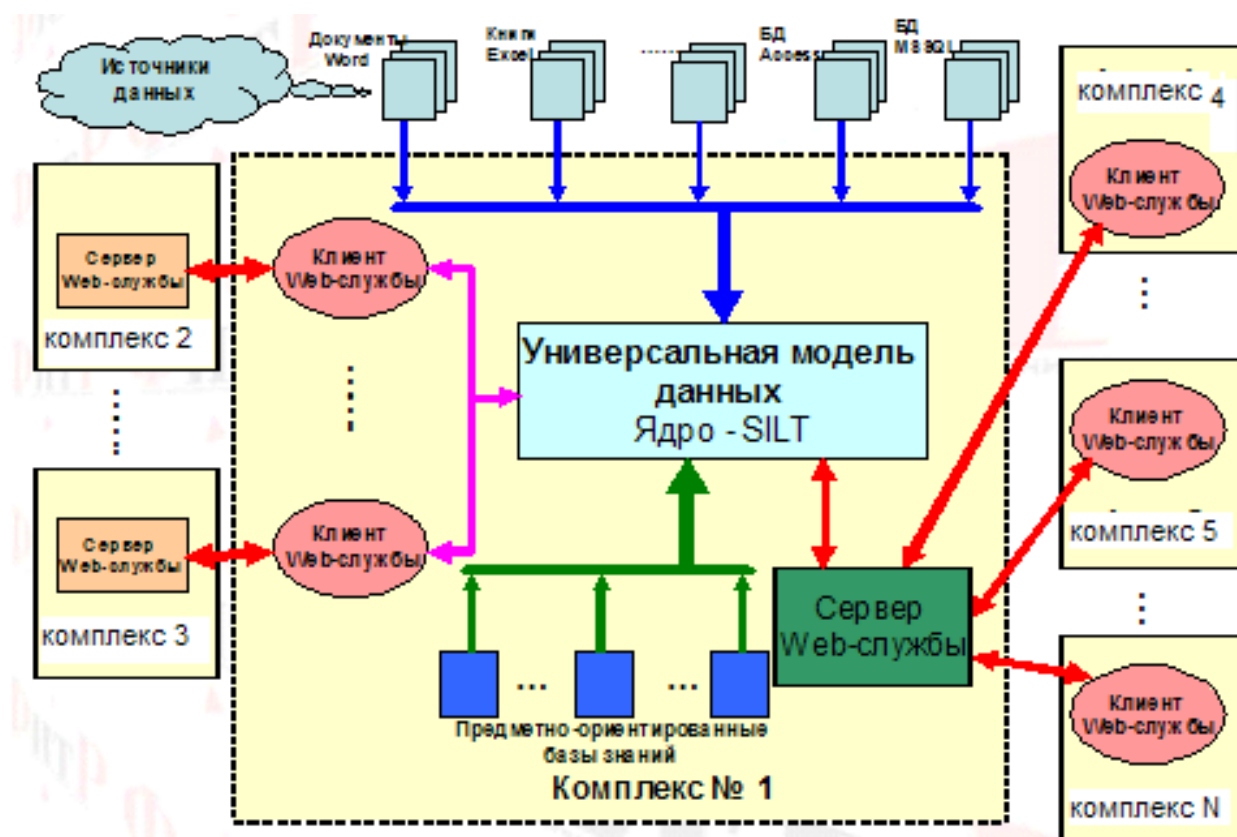 Источники
данных
Документы
Word
Книги
Excel
........
БД
Access
БД
MSSQL
комплекс 4
Клиент
Web-службы
Сервер
Web-службы
комплекс 2
Клиент
Web-службы
Универсальная модель
данных
Ядро - SILT
Клиент
Web-службы
комплекс 5
Сервер
Web-службы
комплекс 3
Клиент
Web-службы
Сервер
Web-службы
... ...
Предметно-ориентированные
базы знаний
Комплекс № 1
Клиент
Web-службы
комплекс N